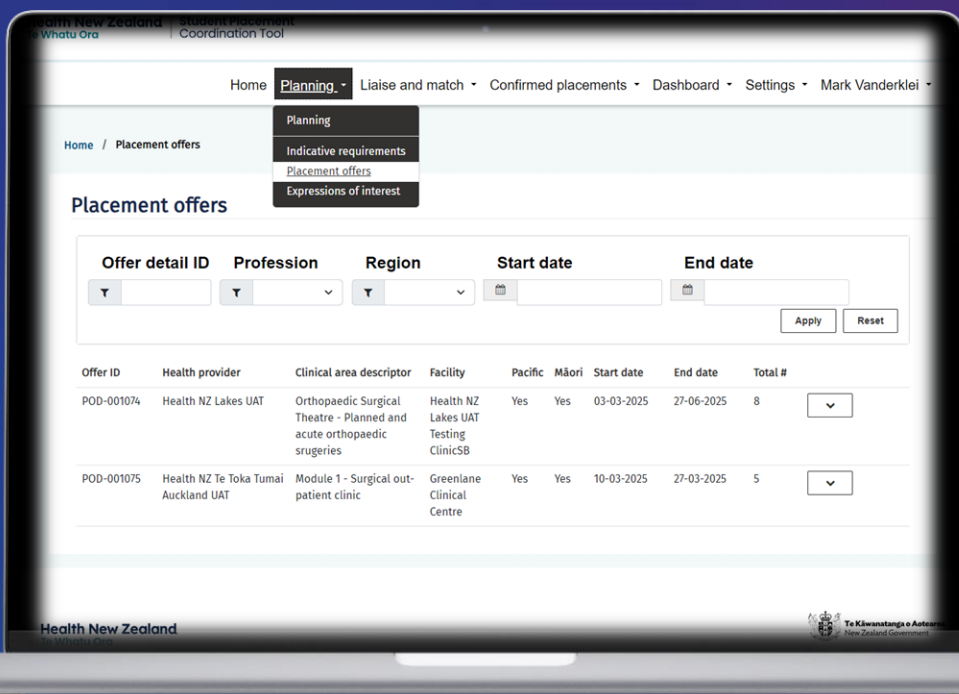 Health New Zealand
Te Whatu Ora
Student Placement
Coordination Tool
Home Planning Liaise and match Confirmed placements Dashboard Settings Mark Vanderklei
Planning
Indicative requirements
Placement offers
Expressions of interest
Home / Placement offers
Placement offers
Offer detail ID Profession Region Start date End date
Apply Reset
Offer ID Health provider Clinical area descriptor Facility Pacific Māori Start date End date Total #
POD-001074 Health NZ Lakes UAT Orthopaedic Surgical Health NZ Yes Yes 03-03-2025 27-06-2025 8
Theatre - Planned and Lakes UAT
acute orthopaedic Testing
srugeries ClinicSB
POD-001075 Health NZ Te Toka Tumai Module 1 - Surgical out- Greenlane Yes Yes 10-03-2025 27-03-2025 5
Auckland UAT patient clinic Clinical
Centre
Health New Zealand
Te Whatu Ora
Te Kāwanatanga o Aotearoa
New Zealand Government